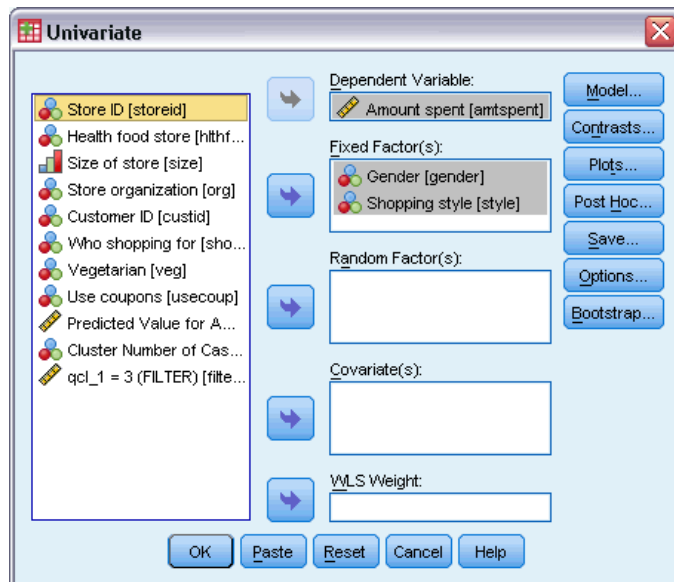 Univariate
Store ID [storeid]
Health food store [hlthf...
Size of store [size]
Store organization [org]
Customer ID [custid]
Who shopping for [sho...
Vegetarian [veg]
Use coupons [usecoup]
Predicted Value for A...
Cluster Number of Cas...
qcl_1 = 3 (FILTER) [filte...
Dependent Variable:
Amount spent [amtspent]
Fixed Factor(s):
Gender [gender]
Shopping style [style]
Random Factor(s):
Covariate(s):
WLS Weight:
Model...
Contrasts...
Plots...
Post Hoc...
Save...
Options...
Bootstrap...
OK
Paste
Reset
Cancel
Help